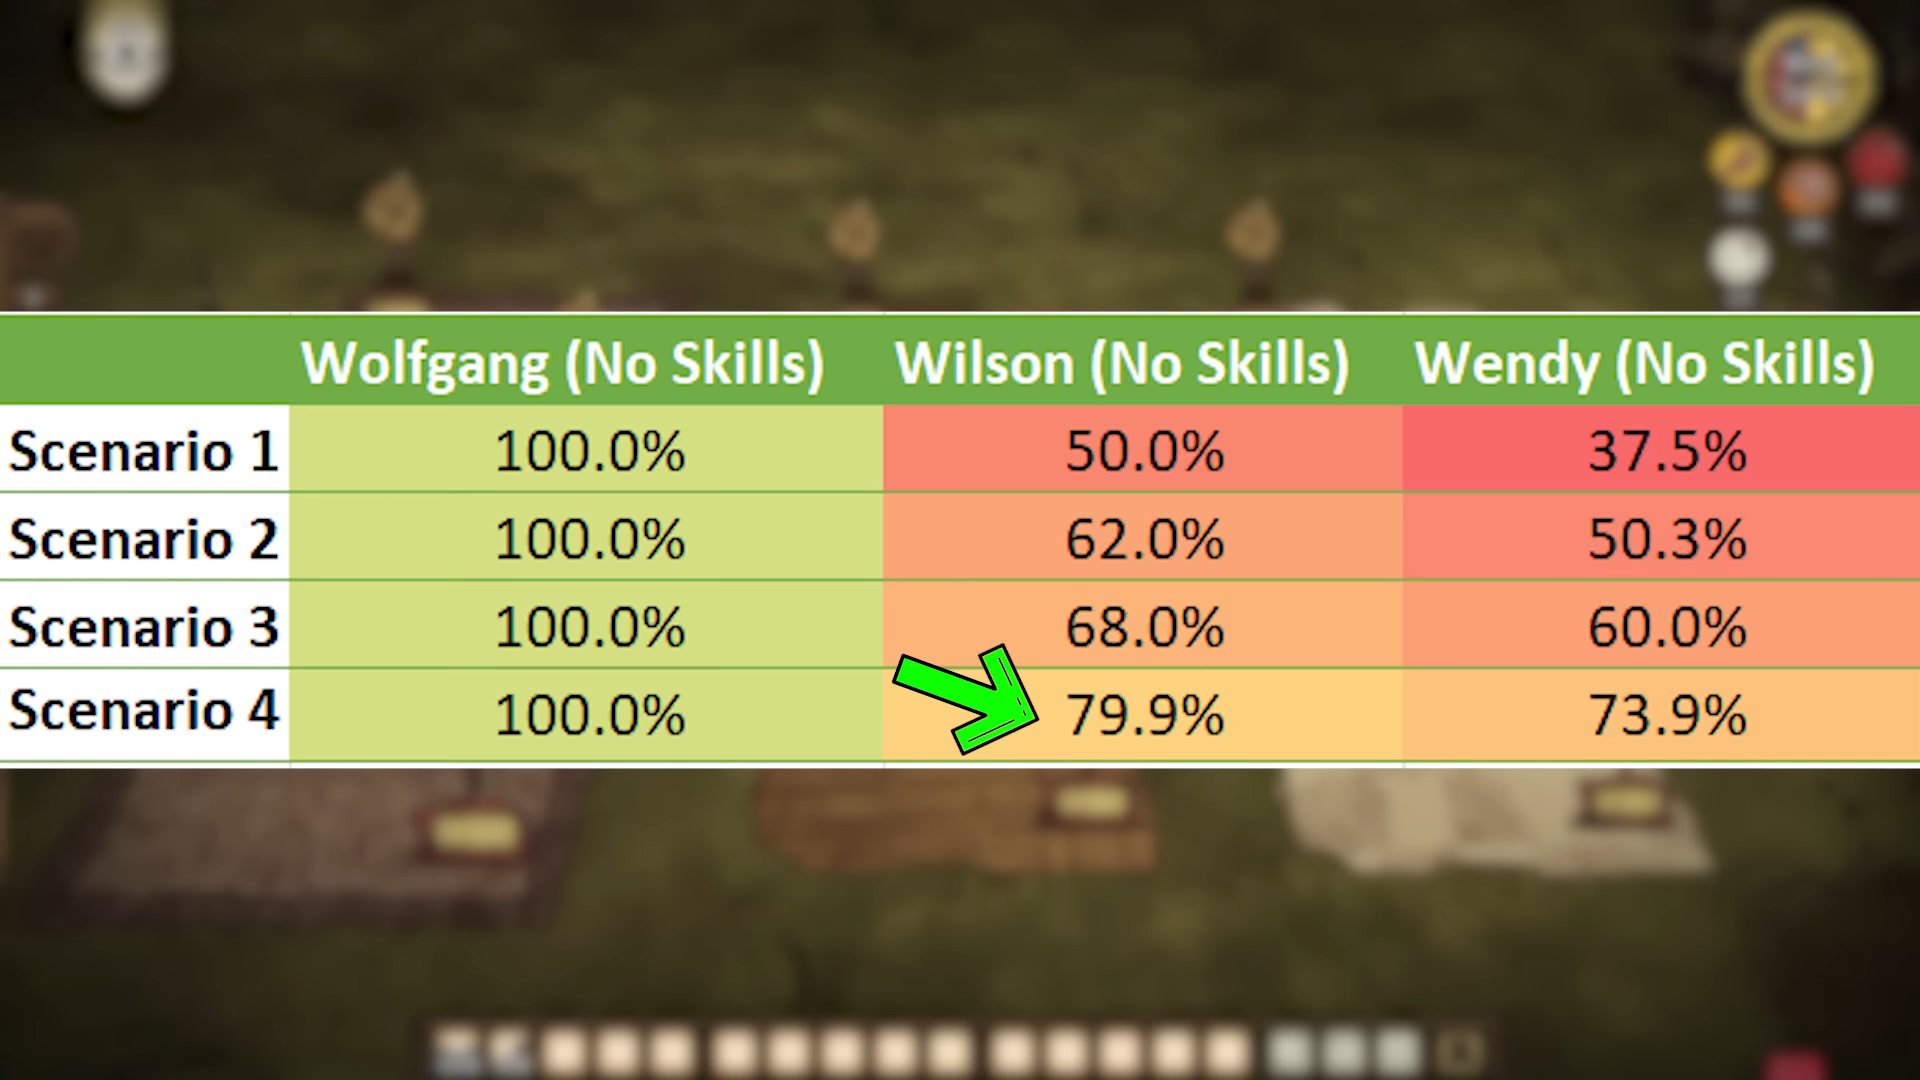 Wolfgang (No Skills) Wilson (No Skills) Wendy (No Skills)
Scenario 1 100.0% 50.0% 37.5%
Scenario 2 100.0% 62.0% 50.3%
Scenario 3 100.0% 68.0% 60.0%
Scenario 4 100.0% 79.9% 73.9%